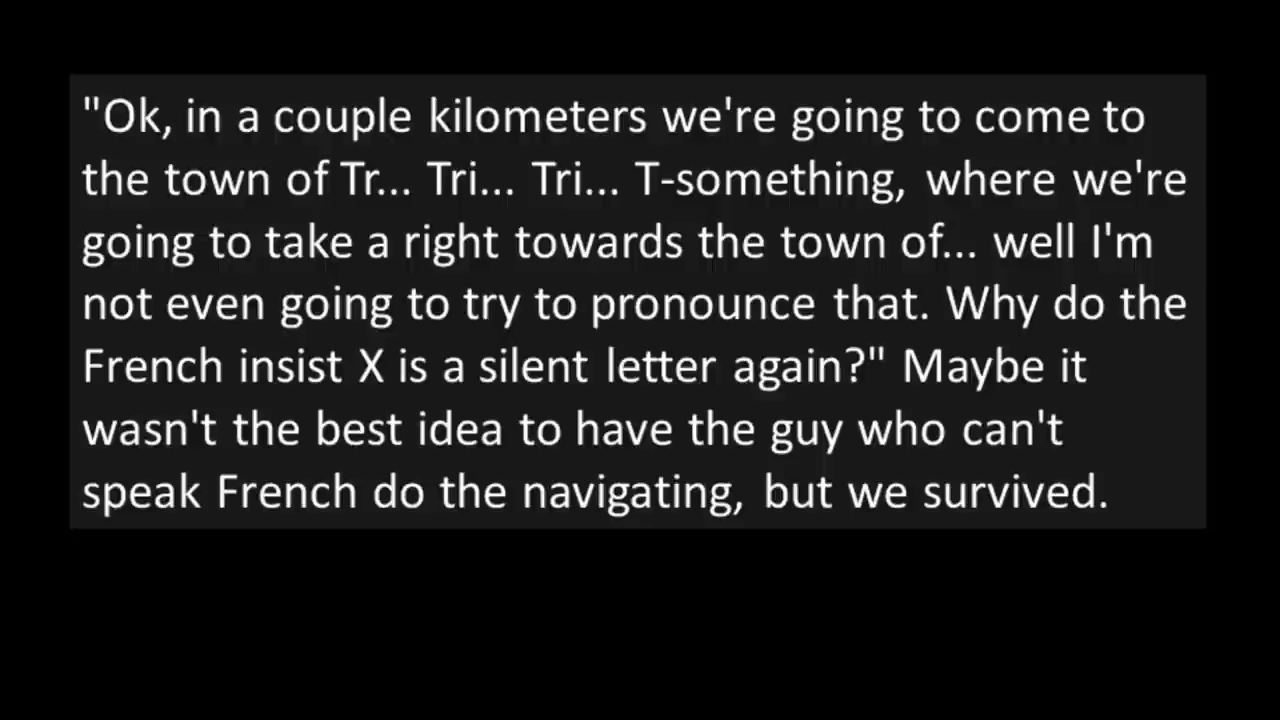 "Ok, in a couple kilometers we're going to come to
the town of Tr... Tri... Tri... T-something, where we're
going to take a right towards the town of... well I'm
not even going to try to pronounce that. Why do the
French insist X is a silent letter again?" Maybe it
wasn't the best idea to have the guy who can't
speak French do the navigating, but we survived.